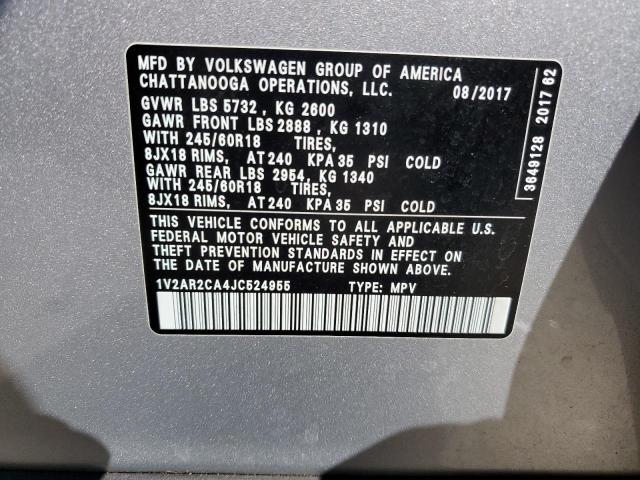 MFD BY VOLKSWAGEN GROUP OF AMERICA
CHATTANOOGA OPERATIONS, LLC. 08/2017
GVWR LBS 5732 , KG 2600
GAWR FRONT LBS 2888 , KG 1310
WITH 245/60R18 TIRES,
8JX18 RIMS, AT 240 KPA 35 PSI COLD
GAWR REAR LBS 2954, KG 1340
WITH 245/60R18 TIRES,
8JX18 RIMS, AT 240 KPA 35 PSI COLD
THIS VEHICLE CONFORMS TO ALL APPLICABLE U.S.
FEDERAL MOTOR VEHICLE SAFETY AND
THEFT PREVENTION STANDARDS IN EFFECT ON
DATE OF MANUFACTURE SHOWN ABOVE.
1V2AR2CA4JC524955 TYPE: MPV
3649128 2017 62